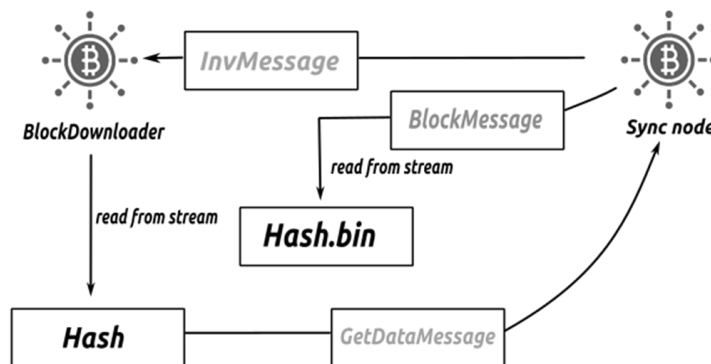 InvMessage
BlockMessage
BlockDownloader
Sync node
read from stream
read from stream
Hash.bin
Hash
GetDataMessage